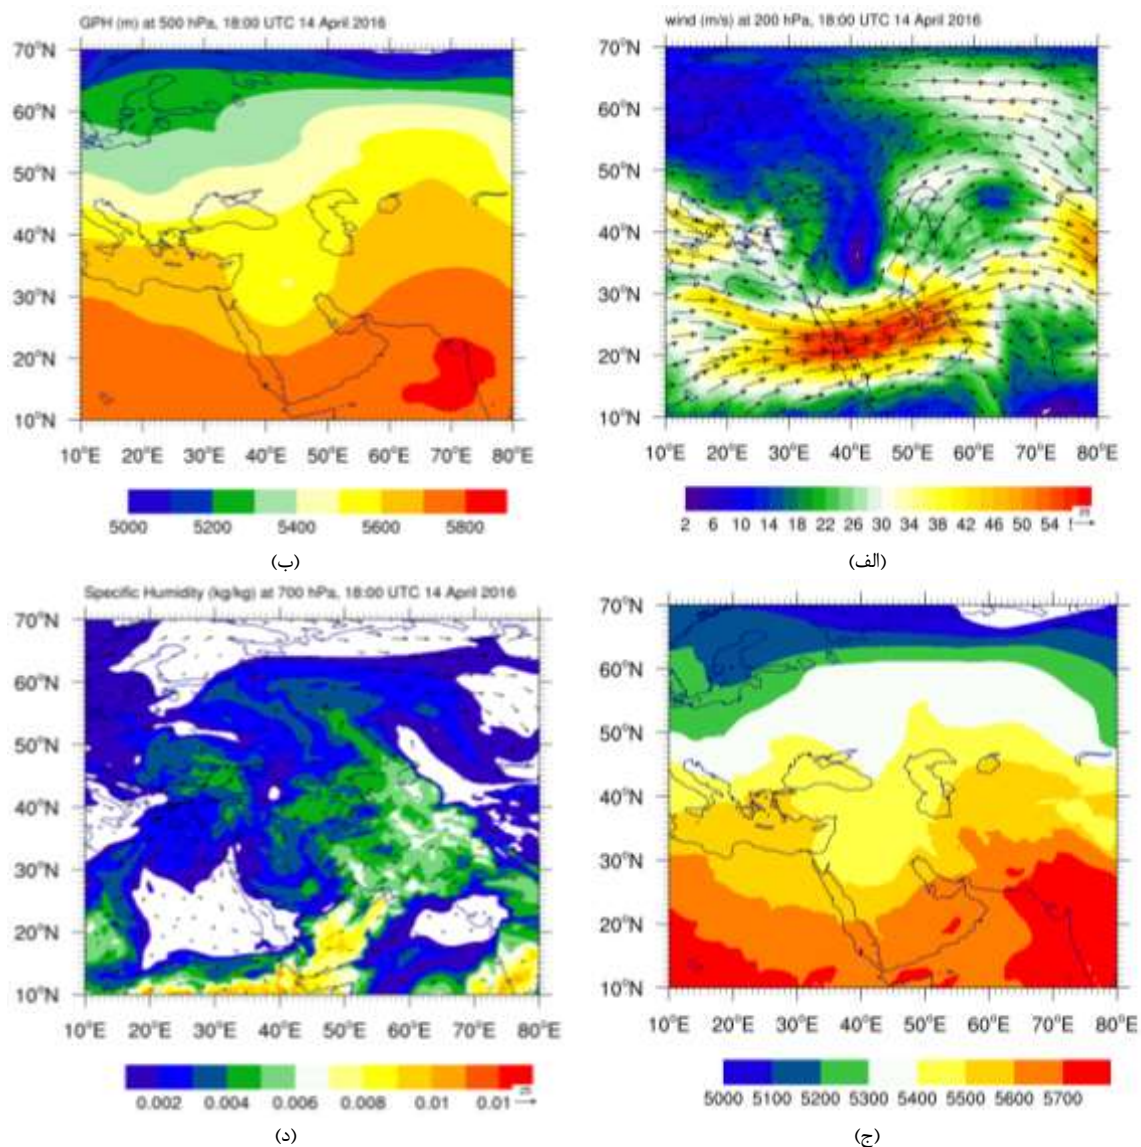 GPH (m) at 500 hPa, 18:00 UTC 14 April 2016
70°N
60°N
50°N
40°N
30°N
20°N
10°N
10°E 20°E 30°E 40°E 50°E 60°E 70°E 80°E
5000 5200 5400 5600 5800
(ب)
wind (m/s) at 200 hPa, 18:00 UTC 14 April 2016
70°N
60°N
50°N
40°N
30°N
20°N
10°N
10°E 20°E 30°E 40°E 50°E 60°E 70°E 80°E
2 6 10 14 18 22 26 30 34 38 42 46 50 54
(الف)
Specific Humidity (kg/kg) at 700 hPa, 18:00 UTC 14 April 2016
70°N
60°N
50°N
40°N
30°N
20°N
10°N
10°E 20°E 30°E 40°E 50°E 60°E 70°E 80°E
0.002 0.004 0.006 0.008 0.01 0.01
(د)
70°N
60°N
50°N
40°N
30°N
20°N
10°N
10°E 20°E 30°E 40°E 50°E 60°E 70°E 80°E
5000 5100 5200 5300 5400 5500 5600 5700
(ج)